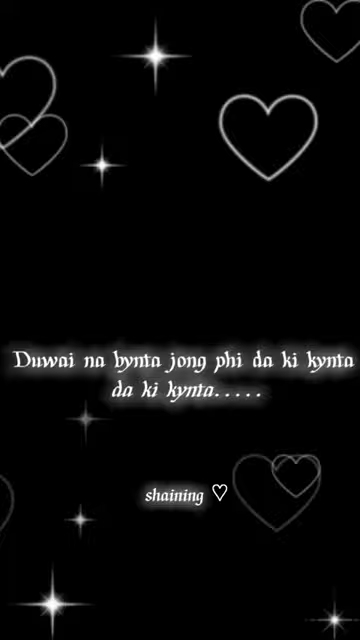 Duwai na bynta jong phi da ki kynta
da ki kynta.....
shaining ♡